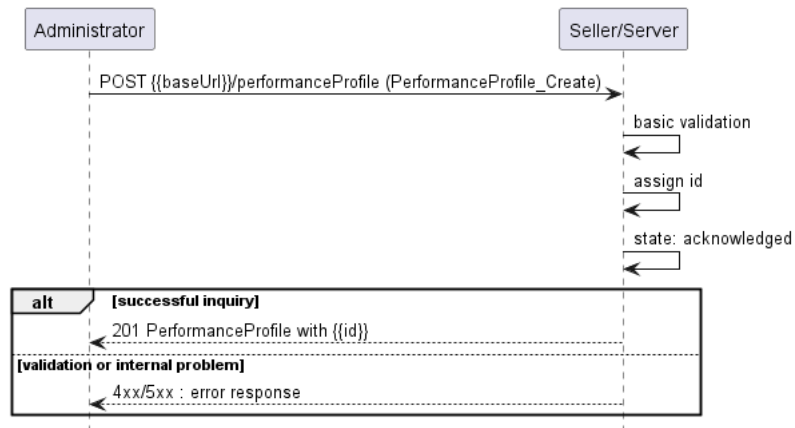 Administrator
Seller/Server
POST {{baseUrl}}/performanceProfile (PerformanceProfile_Create)
basic validation
assign id
state: acknowledged
alt
[successful inquiry]
201 PerformanceProfile with {{id}}
[validation or internal problem]
4xx/5xx : error response